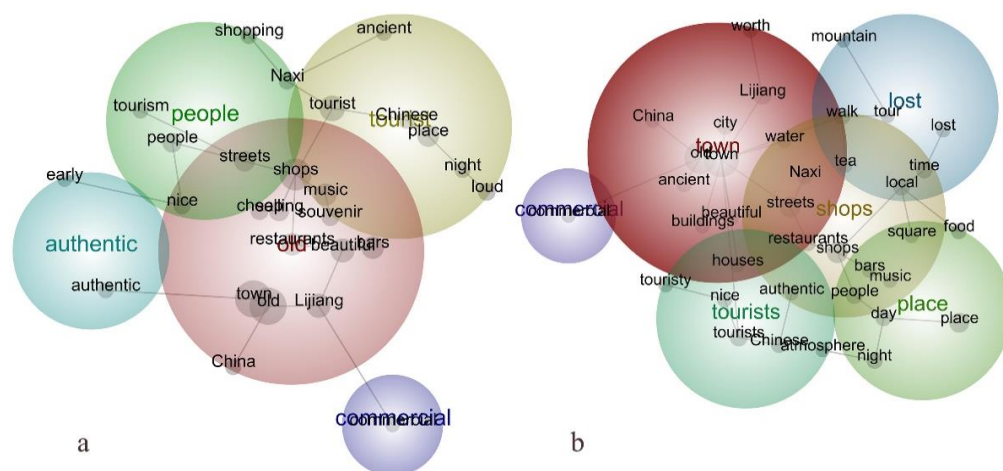 shopping
ancient
Naxi
tourism
people
people
tourist
Chinese
tourist
place
streets
shops
night
loud
early
nice
music
cheap
selling
souvenir
authentic
restaurants
old
beautiful
bars
authentic
town
old
Lijiang
China
commercial
commercial
a
worth
mountain
Lijiang
China
city
walk
tour
lost
lost
water
town
old
town
tea
time
Naxi
local
ancient
commercial
commercial
beautiful
streets
shops
buildings
square
food
restaurants
shops
houses
bars
touristy
music
nice
authentic
people
place
tourists
day
place
tourists
Chinese
atmosphere
night
b